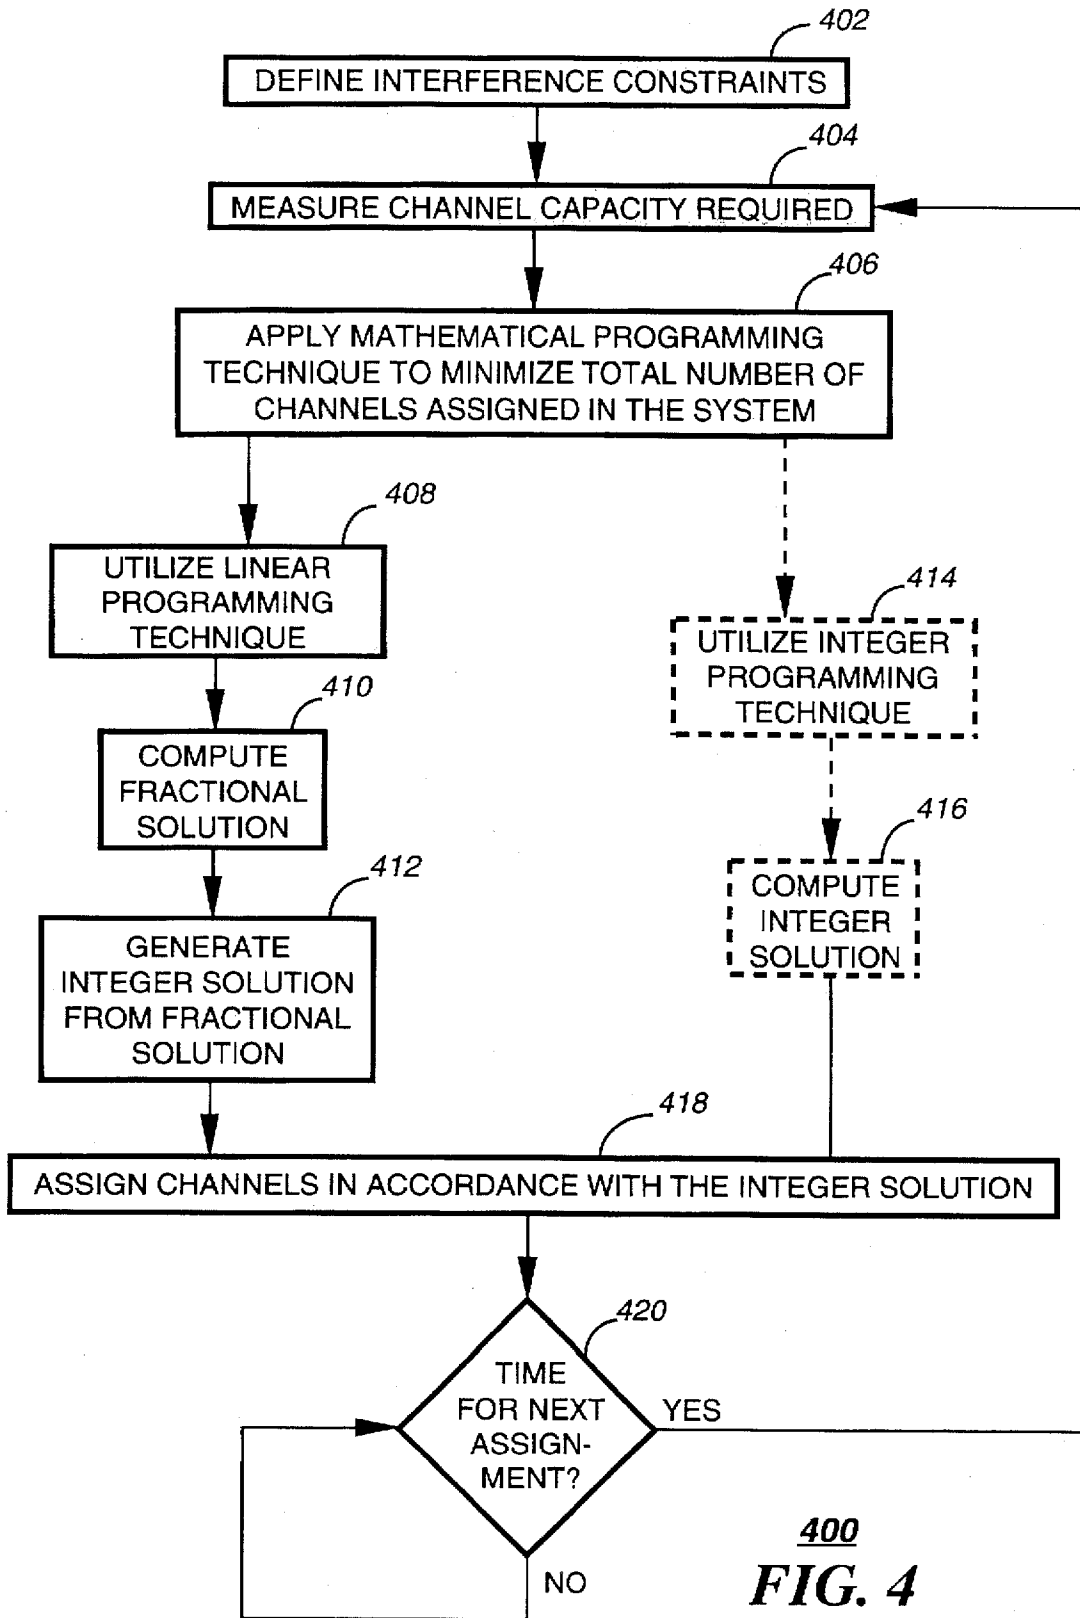 402
DEFINE INTERFERENCE CONSTRAINTS
404
MEASURE CHANNEL CAPACITY REQUIRED
406
APPLY MATHEMATICAL PROGRAMMING
TECHNIQUE TO MINIMIZE TOTAL NUMBER OF
CHANNELS ASSIGNED IN THE SYSTEM
408
UTILIZE LINEAR
PROGRAMMING
TECHNIQUE
410
COMPUTE
FRACTIONAL
SOLUTION
412
GENERATE
INTEGER SOLUTION
FROM FRACTIONAL
SOLUTION
414
UTILIZE INTEGER
PROGRAMMING
TECHNIQUE
416
COMPUTE
INTEGER
SOLUTION
418
ASSIGN CHANNELS IN ACCORDANCE WITH THE INTEGER SOLUTION
420
TIME
FOR NEXT
ASSIGN-
MENT?
YES
NO
400
FIG. 4